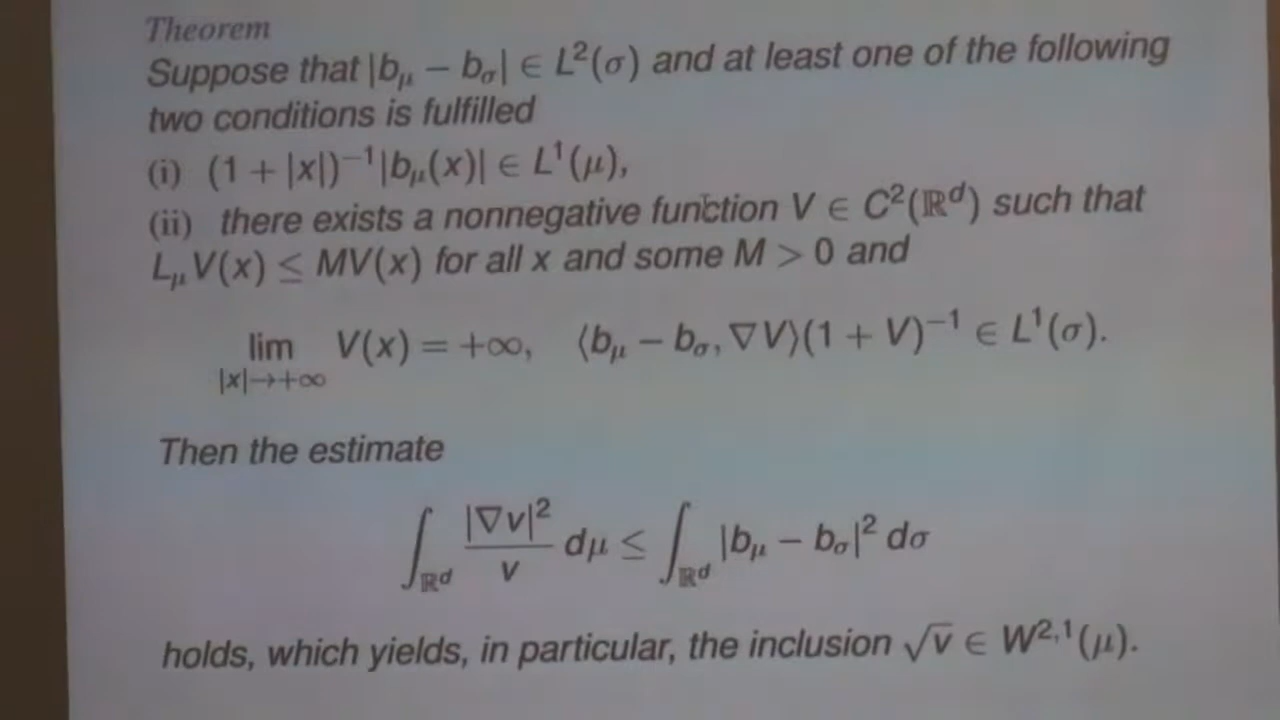 Theorem
Suppose that |b_μ − b_σ| ∈ L²(σ) and at least one of the following
two conditions is fulfilled
(i) (1 + |x|)⁻¹|b_μ(x)| ∈ L¹(μ),
(ii) there exists a nonnegative function V ∈ C²(ℝᵈ) such that
L_μV(x) ≤ MV(x) for all x and some M > 0 and
lim_{|x|→+∞} V(x) = +∞, ⟨b_μ − b_σ, ∇V⟩(1 + V)⁻¹ ∈ L¹(σ).
Then the estimate
∫_{ℝᵈ} |∇v|²/v dμ ≤ ∫_{ℝᵈ} |b_μ − b_σ|² dσ
holds, which yields, in particular, the inclusion √v ∈ W^{2,1}(μ).